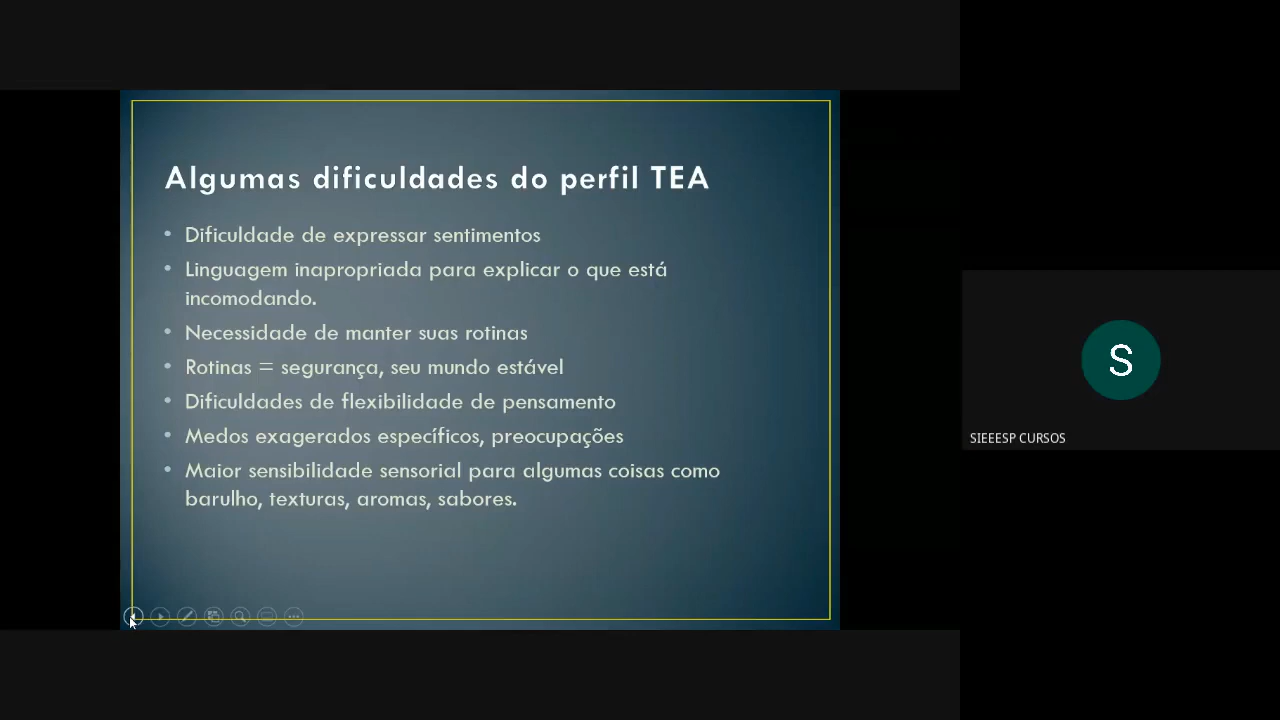 Algumas dificuldades do perfil TEA
• Dificuldade de expressar sentimentos
• Linguagem inapropriada para explicar o que está
incomodando.
• Necessidade de manter suas rotinas
• Rotinas = segurança, seu mundo estável
• Dificuldades de flexibilidade de pensamento
• Medos exagerados específicos, preocupações
• Maior sensibilidade sensorial para algumas coisas como
barulho, texturas, aromas, sabores.
S
SIEEESP CURSOS